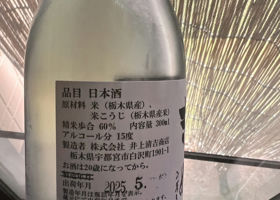 品目 日本酒
原材料 米（栃木県産）、
米こうじ（栃木県産米）
精米歩合 60% 内容量 300ml
アルコール分 15度
製造者 株式会社 井上清吉商店
栃木県宇都宮市白沢町1901-1
お酒は20歳になってから。
出荷年月 2025.5.